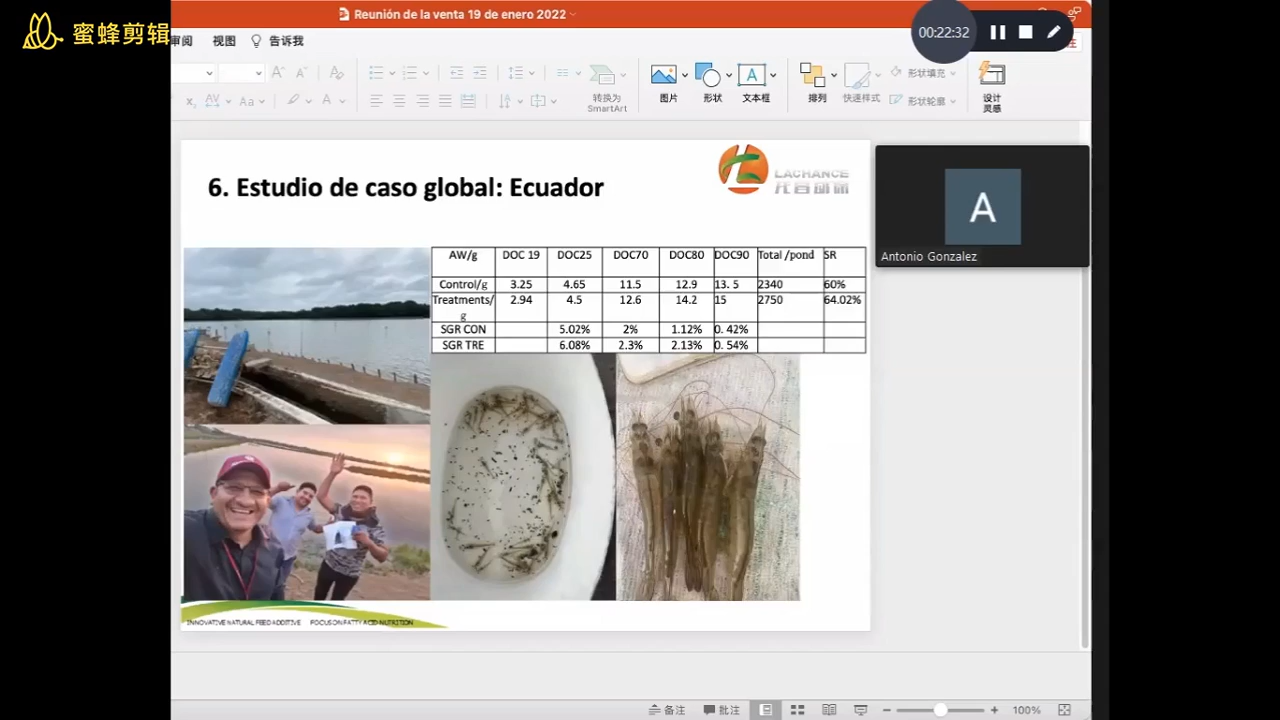 蜜蜂剪辑
Reunión de la venta 19 de enero 2022
00:22:32
审阅 视图 告诉我
转换为 SmartArt
图片 形状 文本框 排列 快速样式 形状填充 形状轮廓 设计灵感
6. Estudio de caso global: Ecuador
LACHANCE
A
Antonio Gonzalez
AW/g DOC 19 DOC25 DOC70 DOC80 DOC90 Total /pond SR
Control/g 3.25 4.65 11.5 12.9 13. 5 2340 60%
Treatments/g 2.94 4.5 12.6 14.2 15 2750 64.02%
SGR CON 5.02% 2% 1.12% 0. 42%
SGR TRE 6.08% 2.3% 2.13% 0. 54%
INNOVATIVE NATURAL FEED ADDITIVE FOCUS ON FATTY ACID NUTRITION
备注 批注 100%